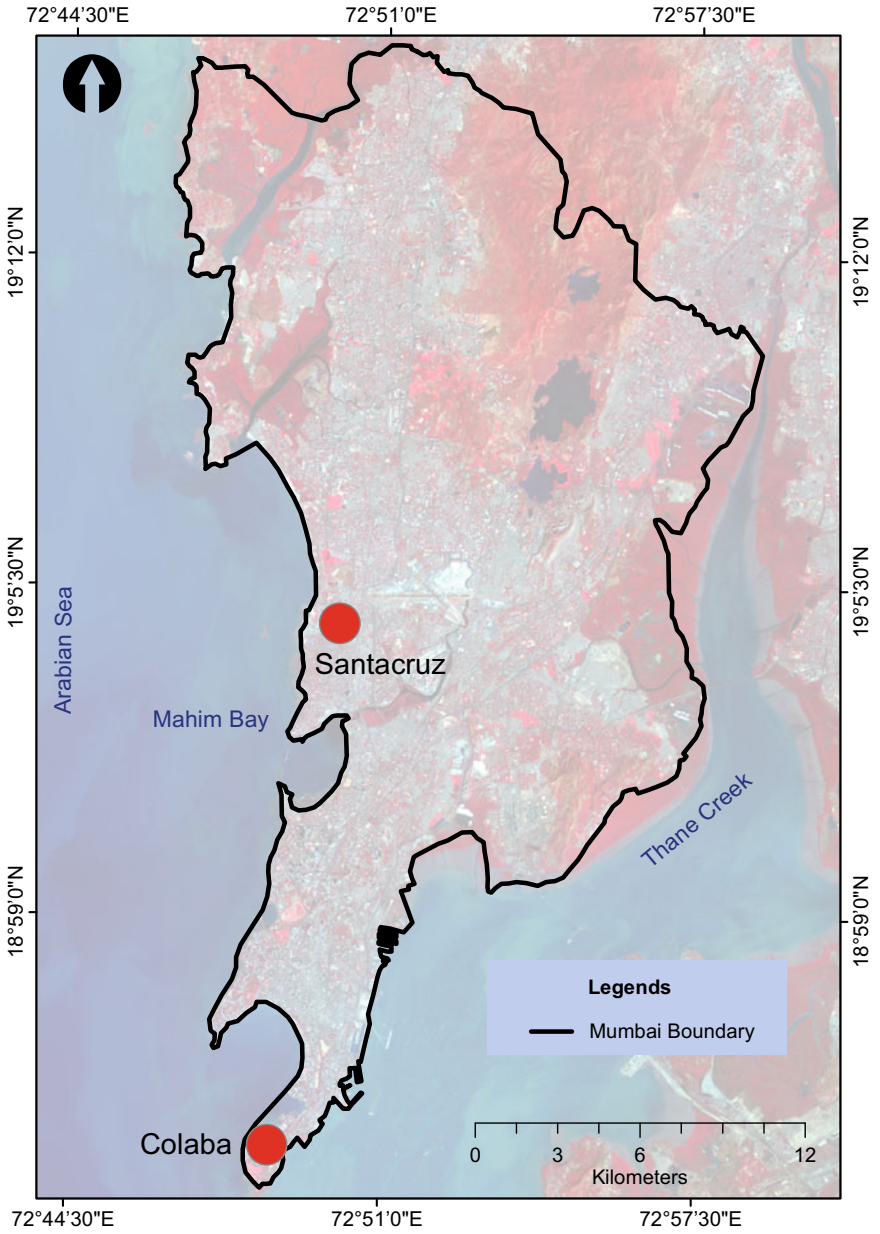 72°44'30"E 72°51'0"E 72°57'30"E
19°12'0"N
19°12'0"N
19°5'30"N
19°5'30"N
Arabian Sea
Santacruz
Mahim Bay
Thane Creek
18°59'0"N
18°59'0"N
Legends
Mumbai Boundary
Colaba
0 3 6 12
Kilometers
72°44'30"E 72°51'0"E 72°57'30"E